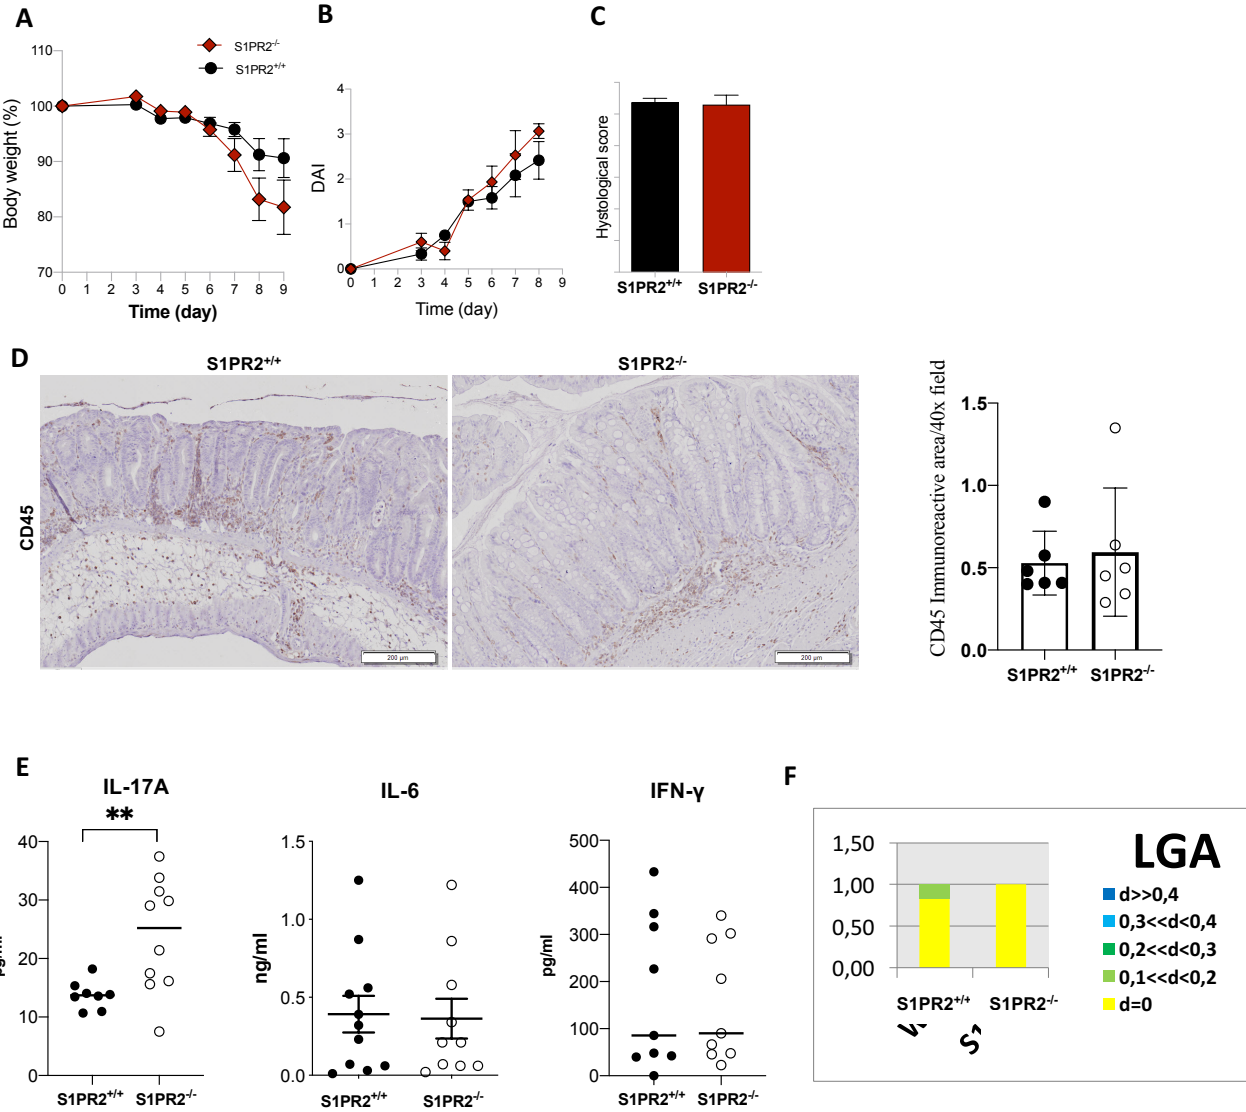 A
S1PR2-/-
S1PR2+/+
110
100
90
80
70
Body weight (%)
0 1 2 3 4 5 6 7 8 9
Time (day)
B
4
3
2
1
0
DAI
0 1 2 3 4 5 6 7 8 9
Time (day)
C
Hystological score
S1PR2+/+ S1PR2-/-
D
S1PR2+/+ S1PR2-/-
CD45
200 µm
200 µm
CD45 Immunoreactive area/40x field
1.5
1.0
0.5
0.0
S1PR2+/+ S1PR2-/-
E
IL-17A
**
40
30
20
10
0
pg/ml
S1PR2+/+ S1PR2-/-
IL-6
1.5
1.0
0.5
0.0
ng/ml
S1PR2+/+ S1PR2-/-
IFN-γ
500
400
300
200
100
0
pg/ml
S1PR2+/+ S1PR2-/-
F
1,50
1,00
0,50
0,00
S1PR2+/+ S1PR2-/-
LGA
d>>0,4
0,3<<d<0,4
0,2<<d<0,3
0,1<<d<0,2
d=0